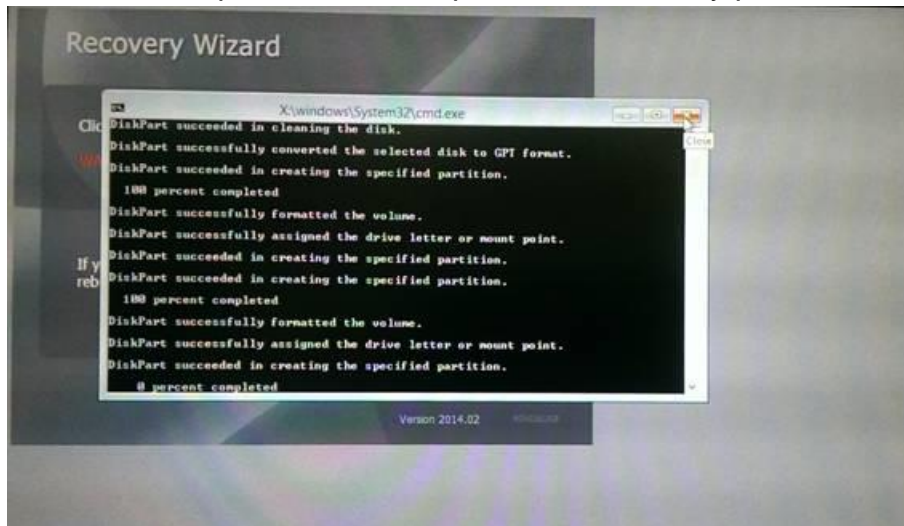 Recovery Wizard
X:\windows\System32\cmd.exe
Clic
DiskPart succeeded in cleaning the disk.
Close
DiskPart successfully converted the selected disk to GPT format.
WA
DiskPart succeeded in creating the specified partition.
100 percent completed
DiskPart successfully formatted the volume.
DiskPart successfully assigned the drive letter or mount point.
DiskPart succeeded in creating the specified partition.
If y
reb
DiskPart succeeded in creating the specified partition.
100 percent completed
DiskPart successfully formatted the volume.
DiskPart successfully assigned the drive letter or mount point.
DiskPart succeeded in creating the specified partition.
0 percent completed
Version 2014.02